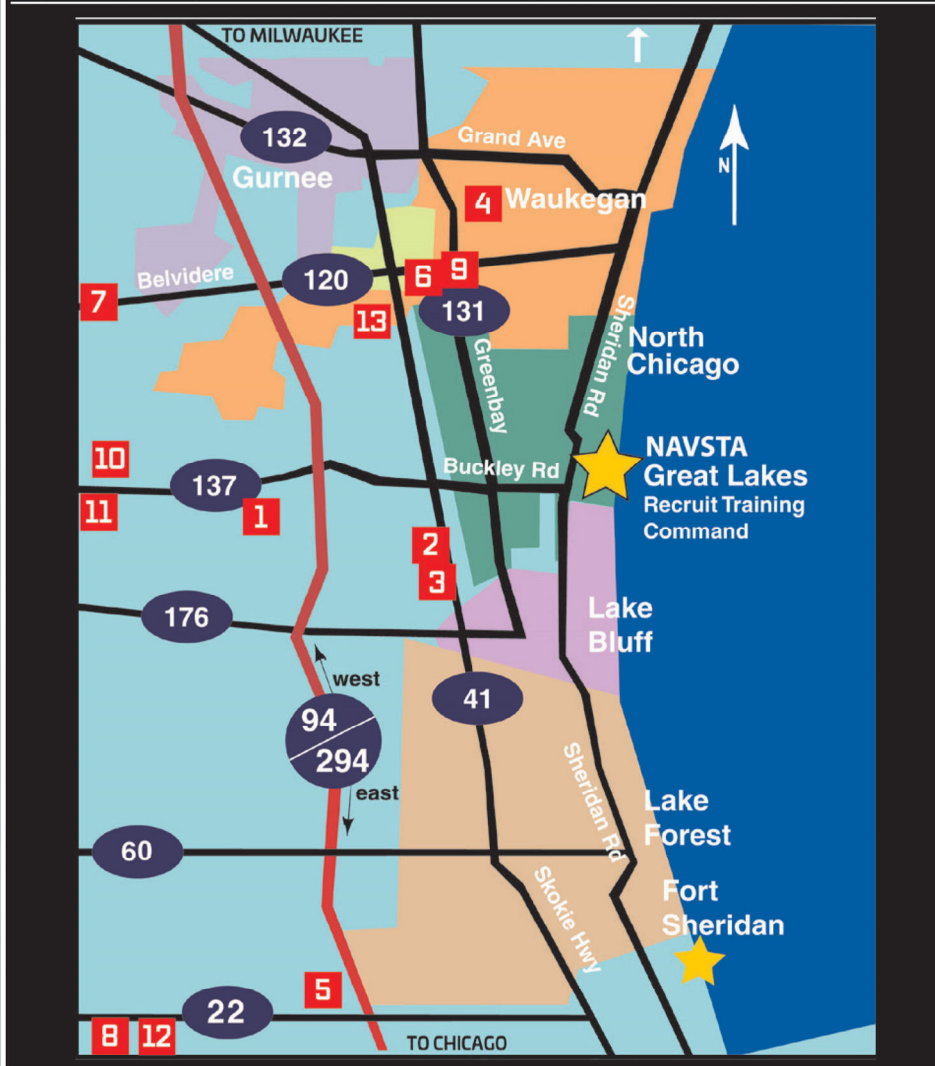 TO MILWAUKEE
132
Grand Ave
N
Gurnee
4
Waukegan
Belvidere
120
6
9
7
131
13
Sheridan Rd
North
Chicago
Greenbay
10
Buckley Rd
NAVSTA
Great Lakes
Recruit Training
Command
137
11
1
2
3
176
Lake
Bluff
west
41
94
294
east
Sheridan Rd
Lake
Forest
60
Skokie Hwy
Fort
Sheridan
5
22
8
12
TO CHICAGO